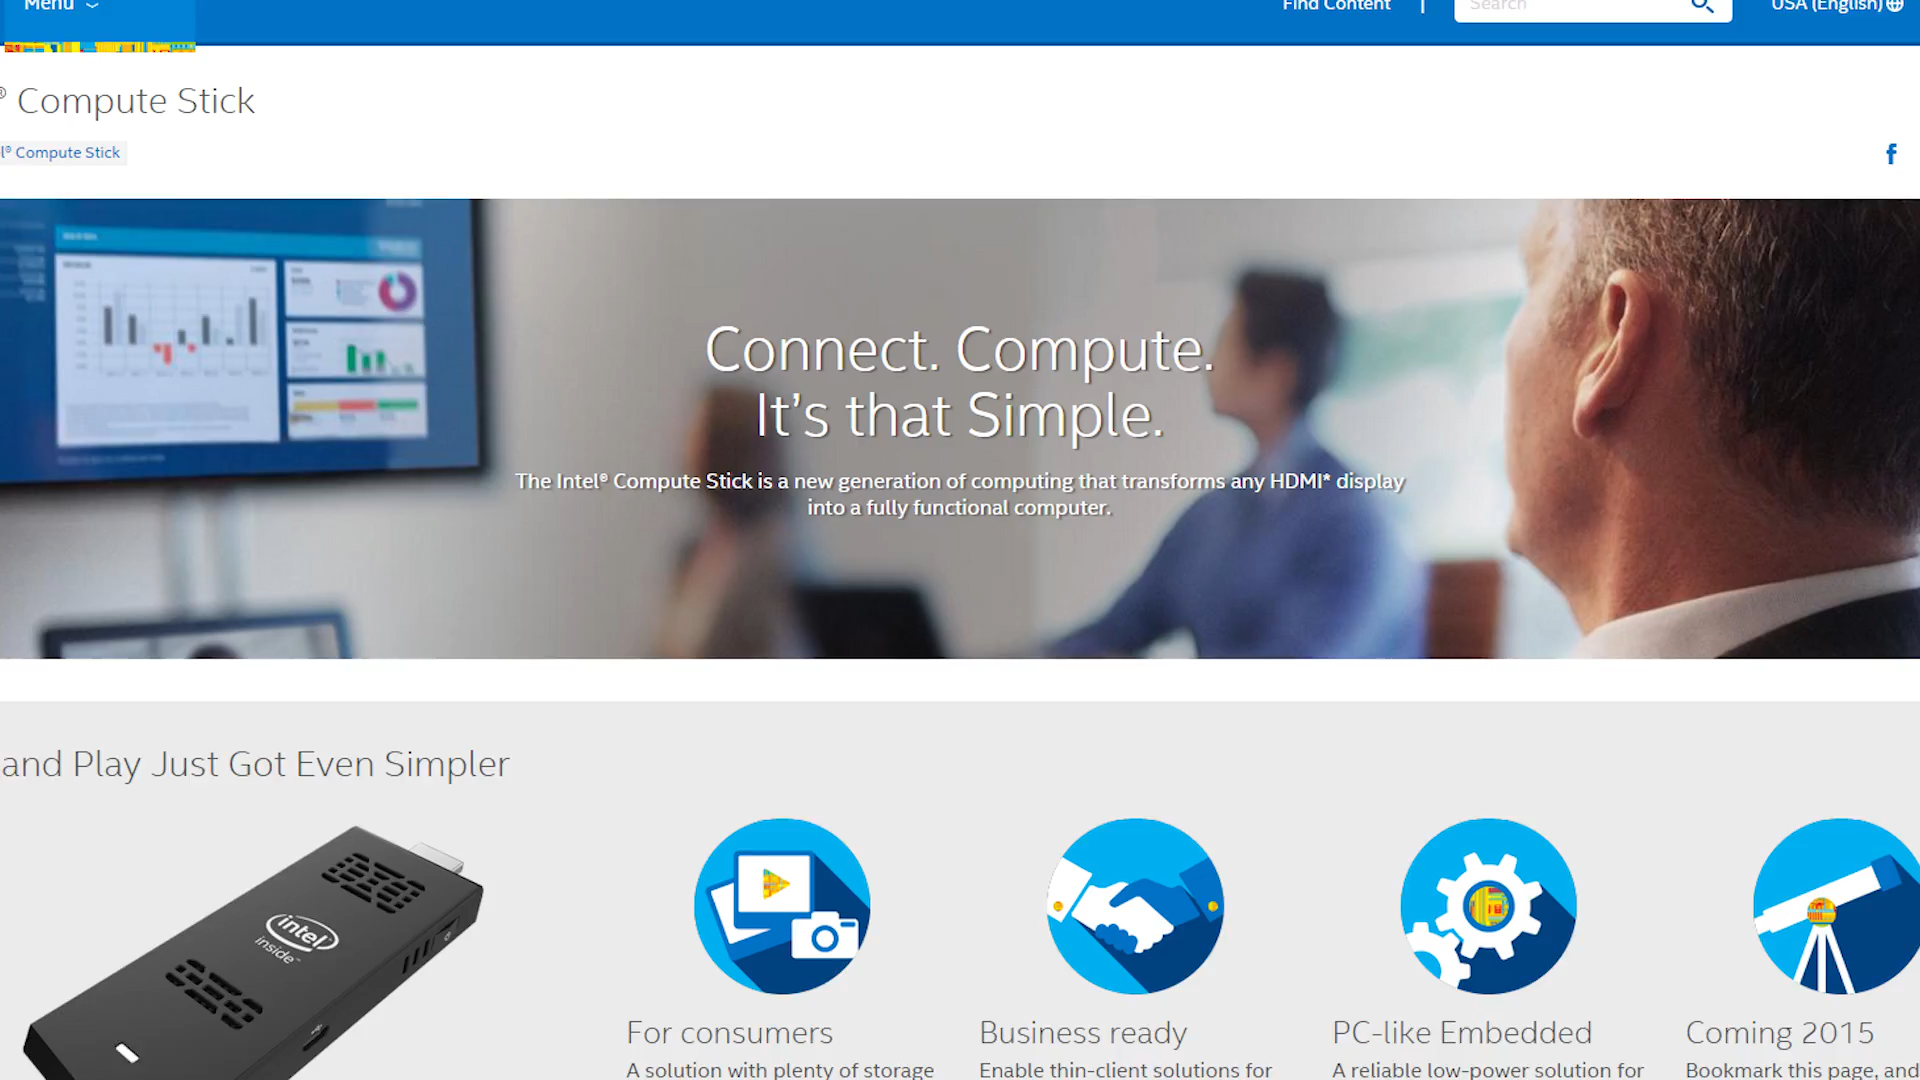 Menu
Find Content
|
Search
USA (English)
® Compute Stick
l® Compute Stick
f
Connect. Compute.
It’s that Simple.
The Intel® Compute Stick is a new generation of computing that transforms any HDMI* display
into a fully functional computer.
and Play Just Got Even Simpler
intel
inside™
For consumers
A solution with plenty of storage
Business ready
Enable thin-client solutions for
PC-like Embedded
A reliable low-power solution for
Coming 2015
Bookmark this page, and